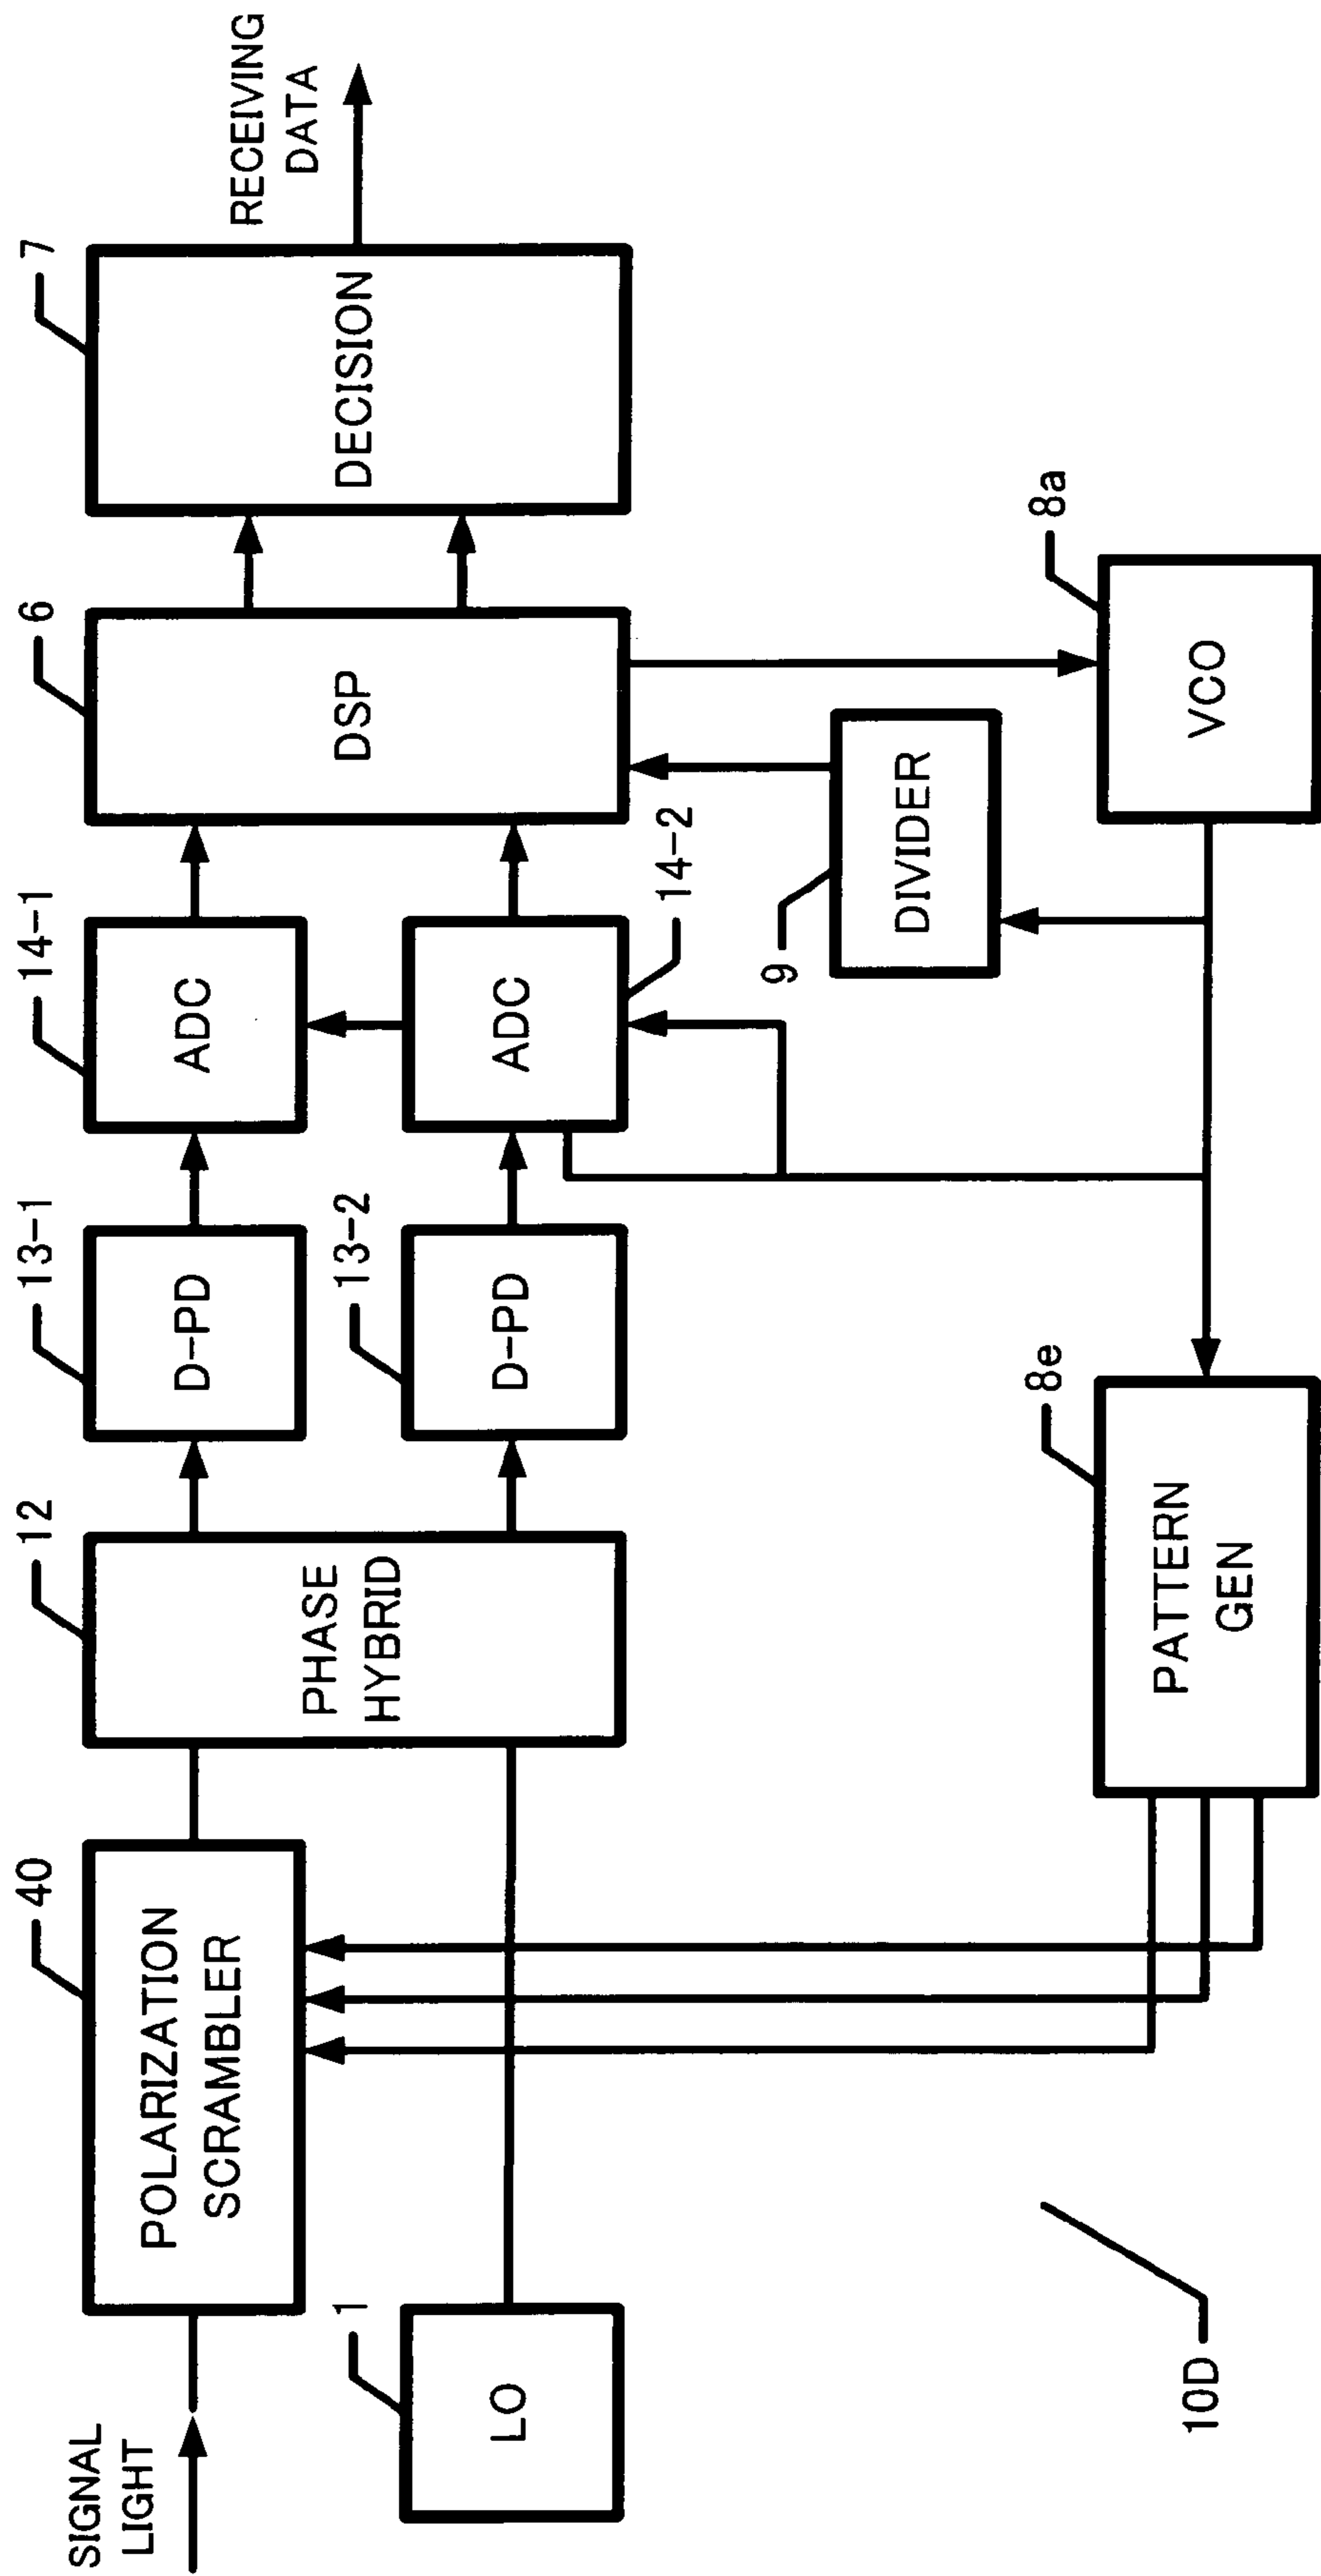 SIGNAL
LIGHT
40
POLARIZATION
SCRAMBLER
1
LO
12
PHASE
HYBRID
13-1
D-PD
13-2
D-PD
14-1
ADC
14-2
ADC
6
DSP
7
DECISION
RECEIVING
DATA
9
DIVIDER
8a
VCO
8e
PATTERN
GEN
10D